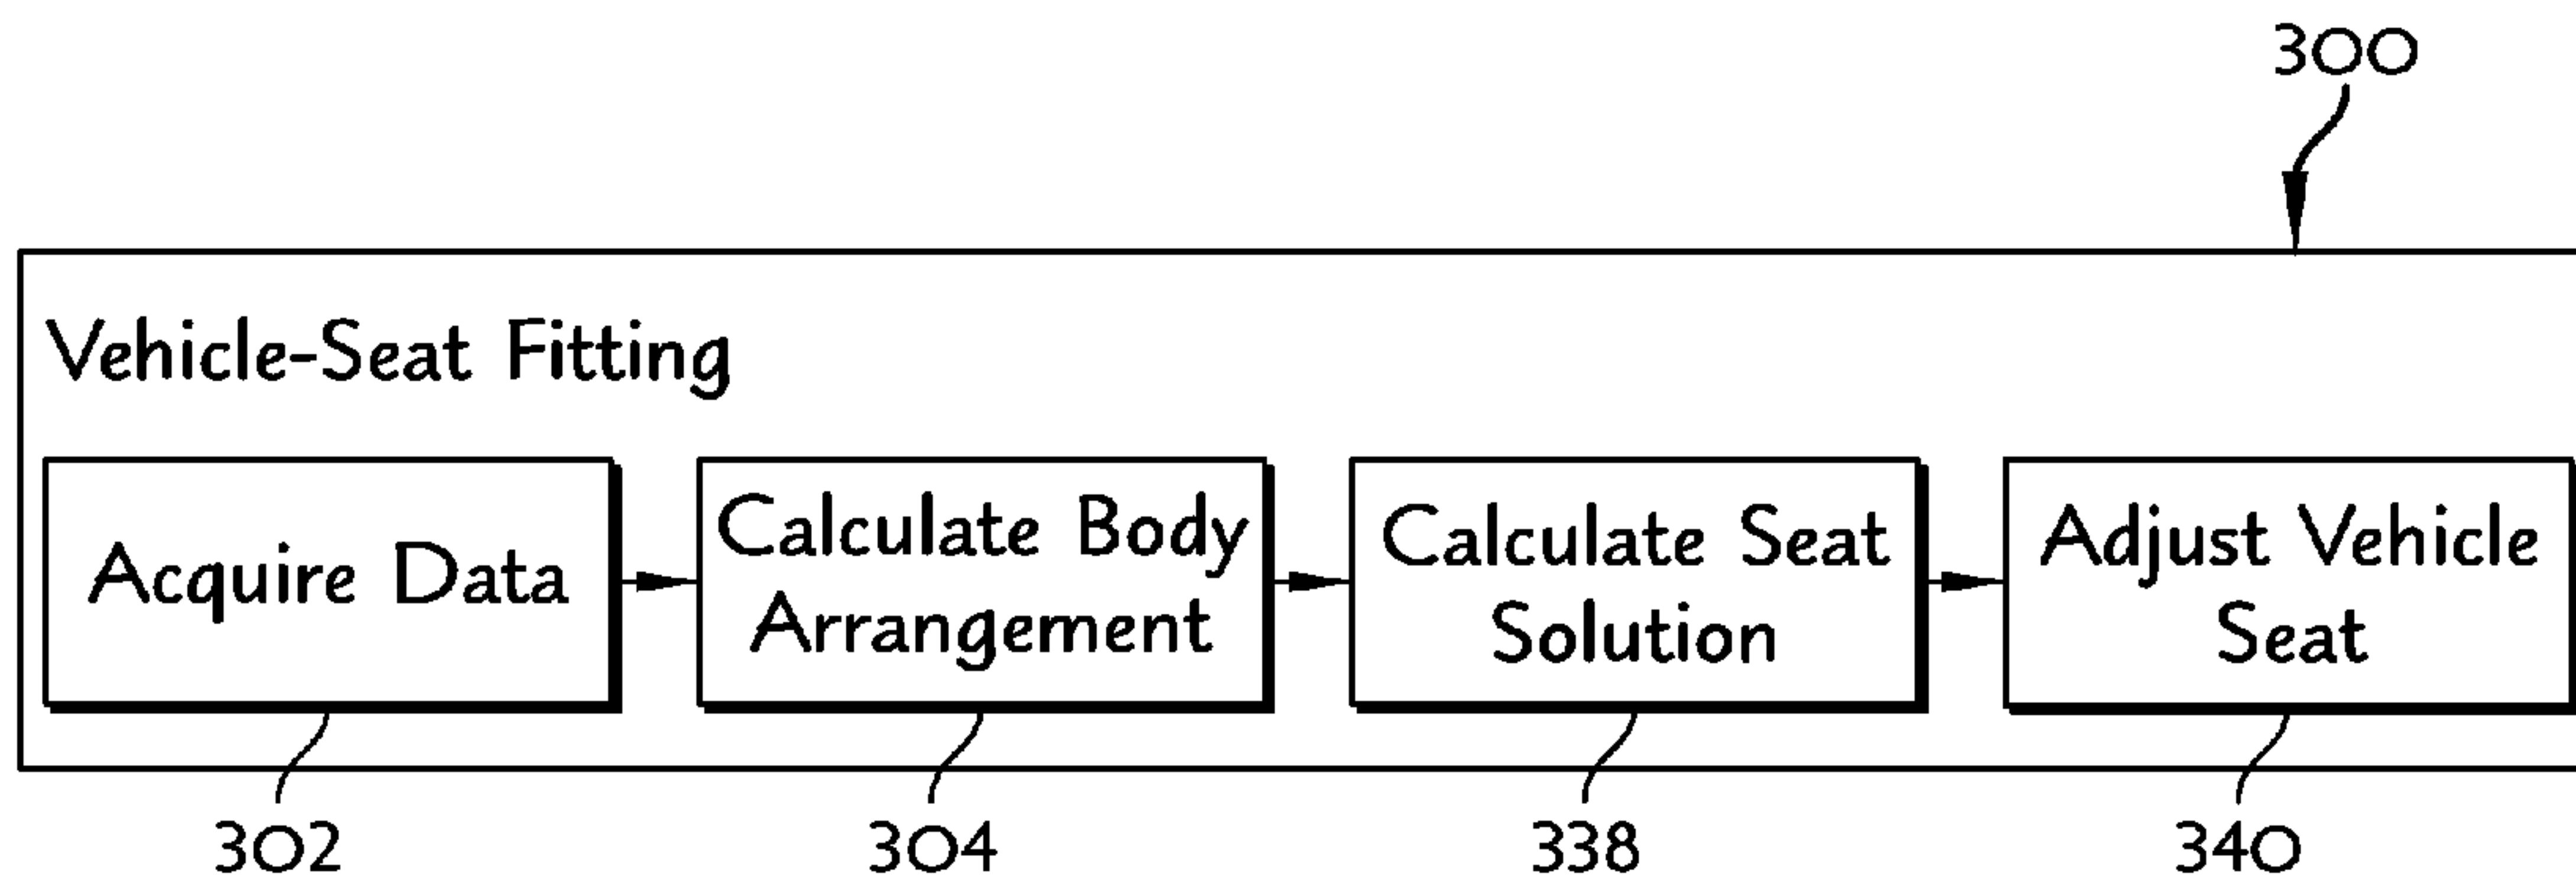 300
Vehicle-Seat Fitting
Acquire Data
Calculate Body
Arrangement
Calculate Seat
Solution
Adjust Vehicle
Seat
302
304
338
340